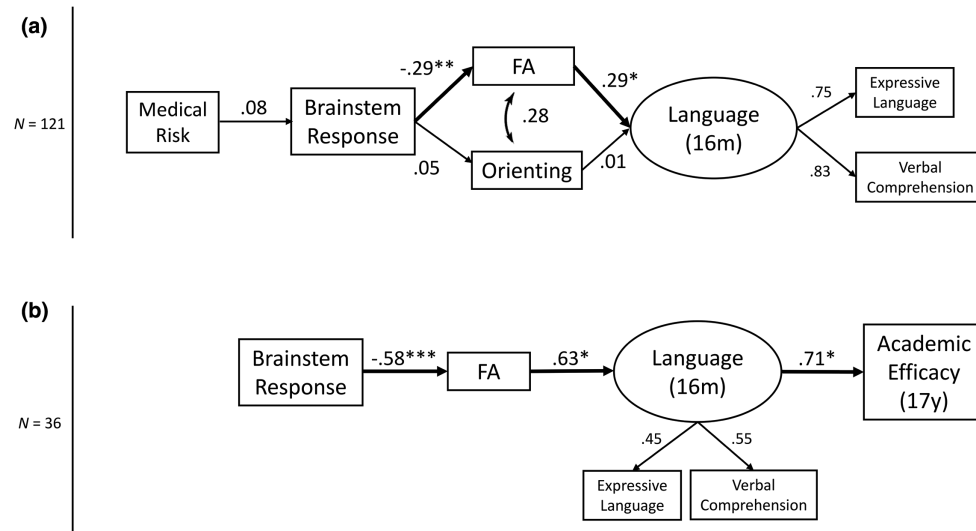 (a)
N = 121
Medical
Risk
.08
Brainstem
Response
-.29**
.05
FA
.28
Orienting
.29*
.01
Language
(16m)
.75
.83
Expressive
Language
Verbal
Comprehension
(b)
N = 36
Brainstem
Response
-.58***
FA
.63*
Language
(16m)
.71*
Academic
Efficacy
(17y)
.45
.55
Expressive
Language
Verbal
Comprehension